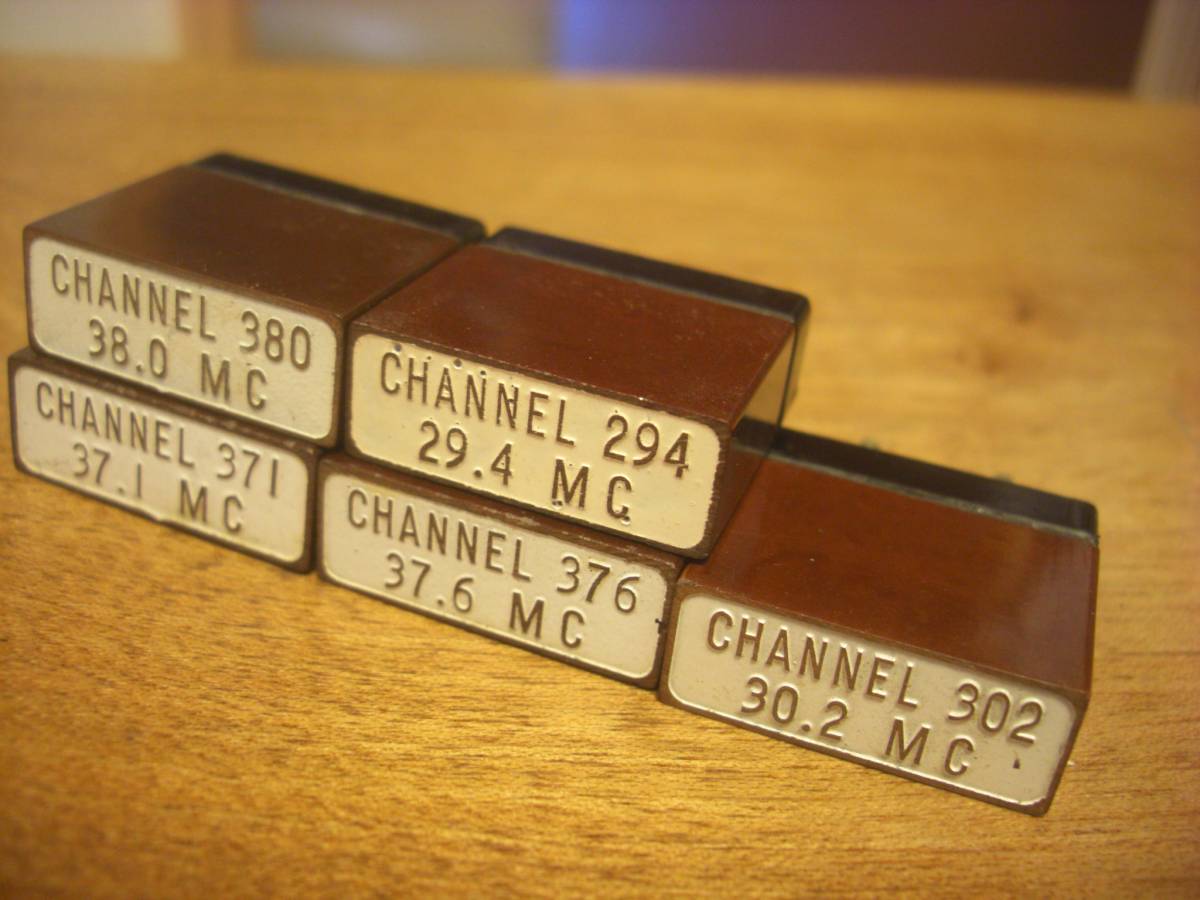 CHANNEL 380
38.0 MC
CHANNEL 294
29.4 MC
CHANNEL 371
37.1 MC
CHANNEL 376
37.6 MC
CHANNEL 302
30.2 MC